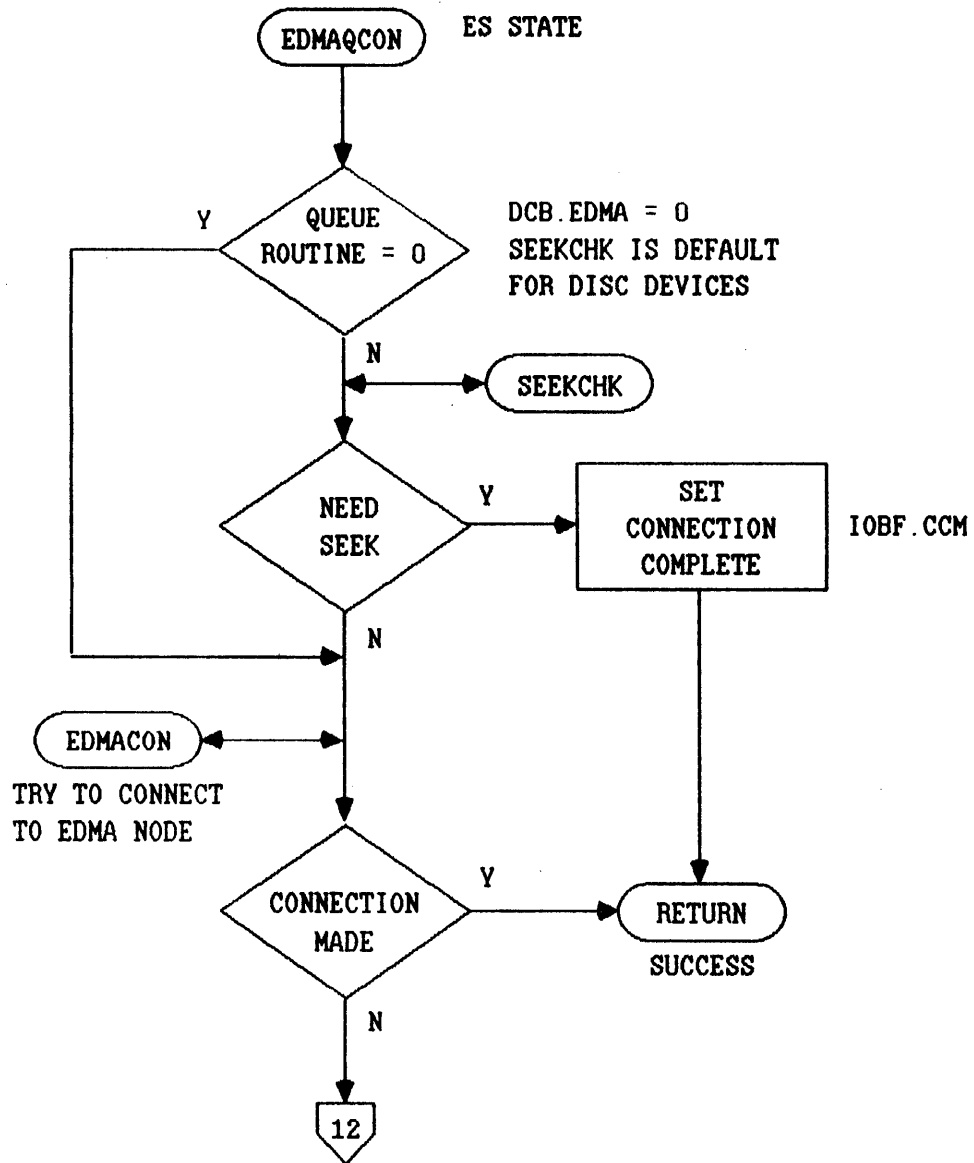 EDMAQCON
ES STATE
Y
QUEUE
ROUTINE = 0
DCB.EDMA = 0
SEEKCHK IS DEFAULT
FOR DISC DEVICES
N
SEEKCHK
NEED
SEEK
Y
SET
CONNECTION
COMPLETE
IOBF.CCM
N
EDMACON
TRY TO CONNECT
TO EDMA NODE
CONNECTION
MADE
Y
RETURN
SUCCESS
N
12